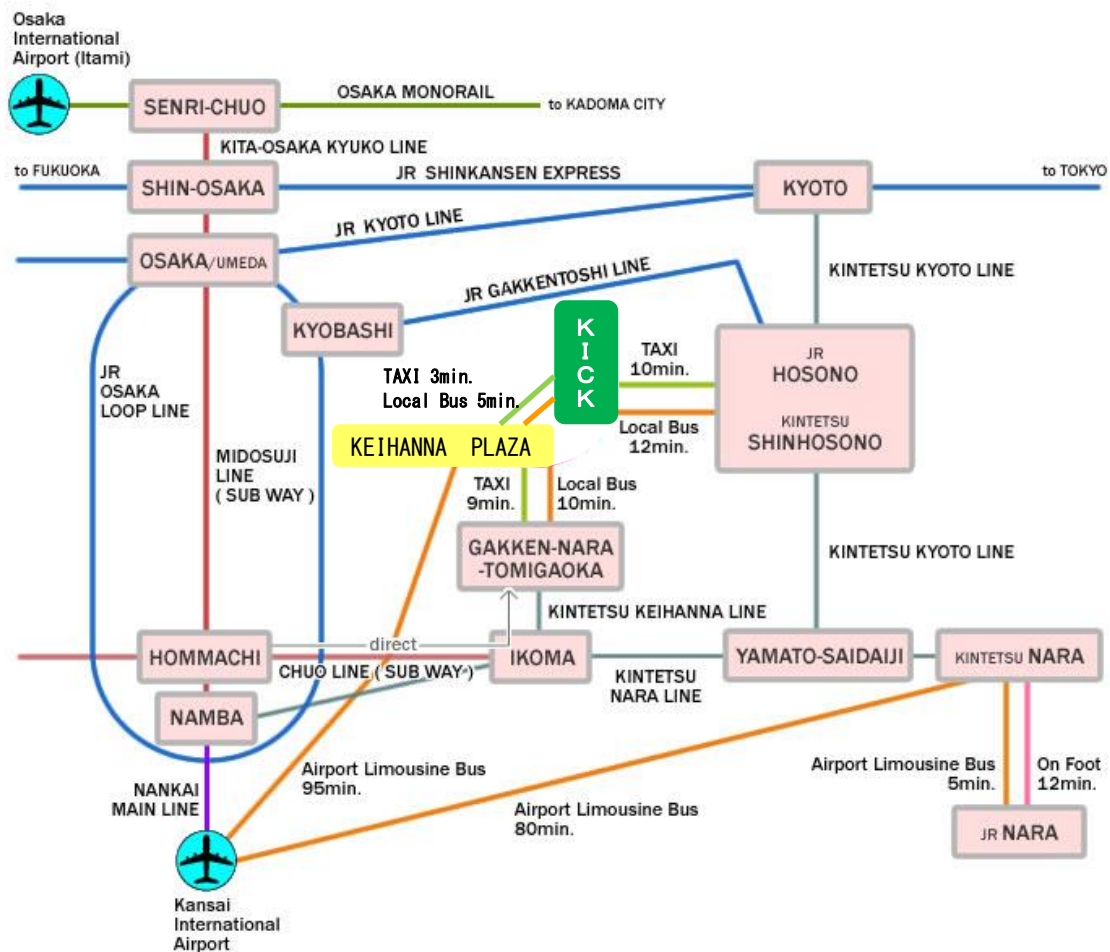 Osaka
International
Airport (Itami)
SENRI-CHUO
OSAKA MONORAIL
to KADOMA CITY
KITA-OSAKA KYUKO LINE
to FUKUOKA
SHIN-OSAKA
JR SHINKANSEN EXPRESS
KYOTO
to TOKYO
JR KYOTO LINE
OSAKA/UMEDA
KINTETSU KYOTO LINE
JR GAKKENTOSHI LINE
KYOBASHI
K
I
C
K
TAXI
10min.
JR
HOSONO
KINTETSU
SHINHOSONO
JR
OSAKA
LOOP LINE
TAXI 3min.
Local Bus 5min.
Local Bus
12min.
KEIHANNA PLAZA
MIDOSUJI
LINE
( SUB WAY )
TAXI
9min.
Local Bus
10min.
GAKKEN-NARA
-TOMIGAOKA
KINTETSU KYOTO LINE
KINTETSU KEIHANNA LINE
direct
HOMMACHI
CHUO LINE ( SUB WAY )
IKOMA
KINTETSU
NARA LINE
YAMATO-SAIDAIJI
KINTETSU NARA
NAMBA
NANKAI
MAIN LINE
Airport Limousine Bus
95min.
Airport Limousine Bus
80min.
Airport Limousine Bus
5min.
On Foot
12min.
JR NARA
Kansai
International
Airport